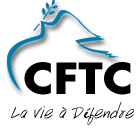 CFTC
La Vie à Défendre